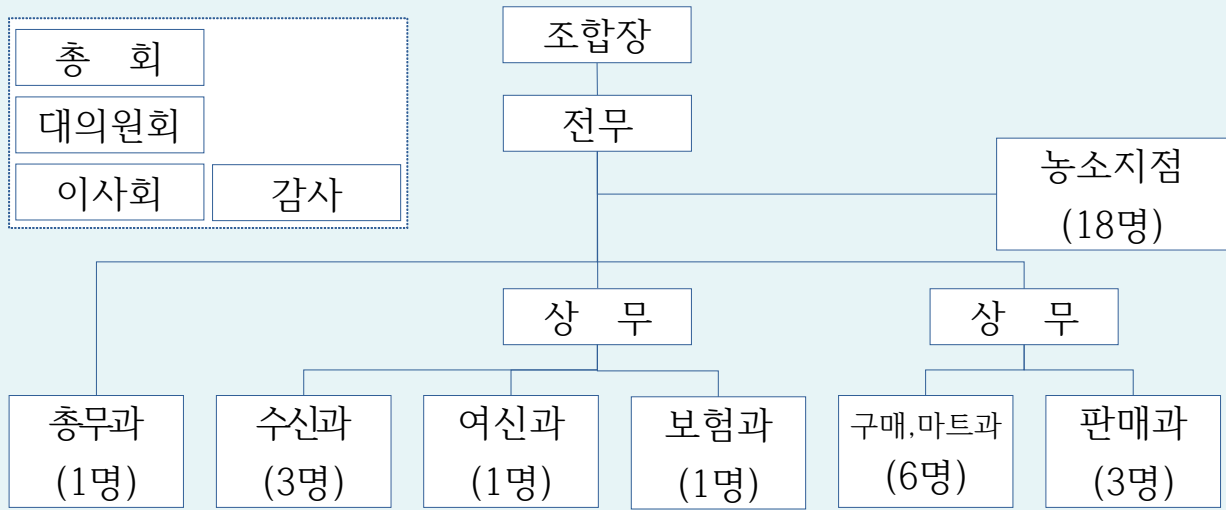 총 회
대의원회
이사회
감사
조합장
전무
농소지점
(18명)
상 무
상 무
총무과
(1명)
수신과
(3명)
여신과
(1명)
보험과
(1명)
구매,마트과
(6명)
판매과
(3명)